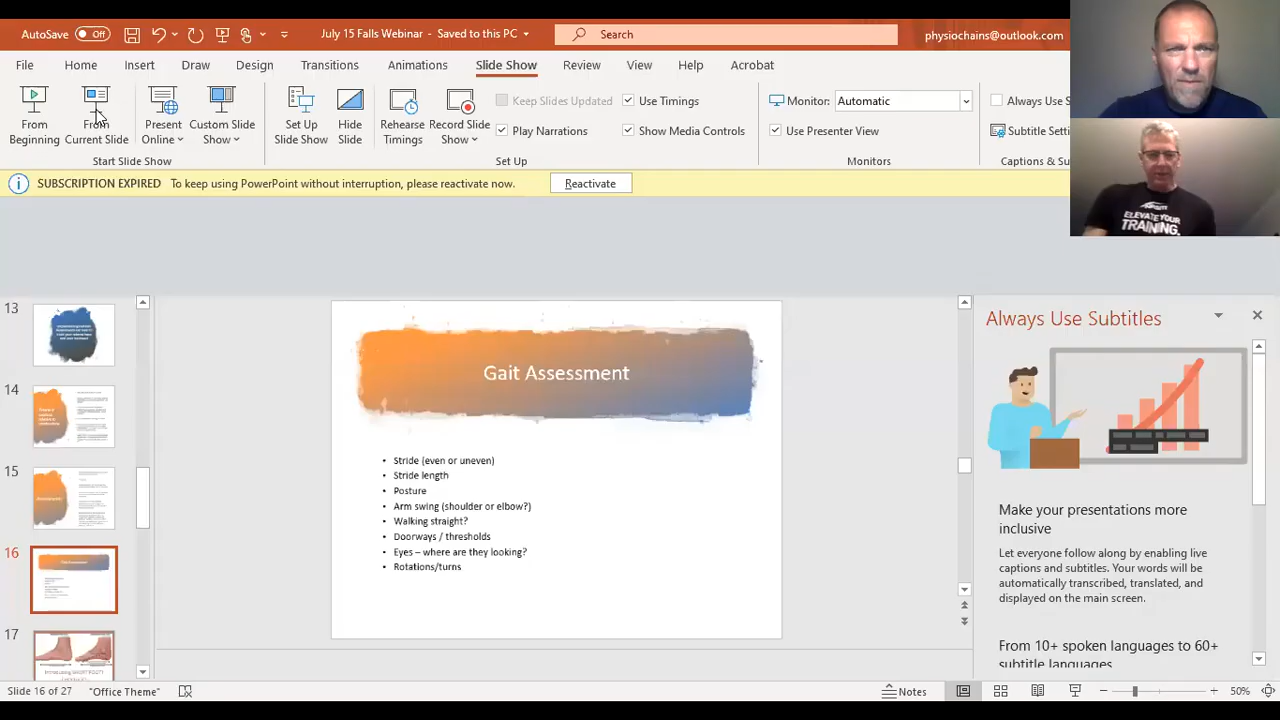 AutoSave Off
July 15 Falls Webinar - Saved to this PC
Search
physiochains@outlook.com
File Home Insert Draw Design Transitions Animations Slide Show Review View Help Acrobat
From Beginning
From Current Slide
Present Online
Custom Slide Show
Set Up Slide Show
Hide Slide
Rehearse Timings
Record Slide Show
Keep Slides Updated
Play Narrations
Use Timings
Show Media Controls
Monitor: Automatic
Use Presenter View
Always Use S
Subtitle Setti
Start Slide Show
Set Up
Monitors
Captions & Su
ELEVATE YOUR
TRAINING.
SUBSCRIPTION EXPIRED To keep using PowerPoint without interruption, please reactivate now. Reactivate
13
14
15
16
17
Gait Assessment
• Stride (even or uneven)
• Stride length
• Posture
• Arm swing (shoulder or elbow?)
• Walking straight?
• Doorways / thresholds
• Eyes – where are they looking?
• Rotations/turns
Always Use Subtitles
Make your presentations more
inclusive
Let everyone follow along by enabling live
captions and subtitles. Your words will be
automatically transcribed, translated, and
displayed on the main screen.
From 10+ spoken languages to 60+
subtitle languages
Slide 16 of 27 "Office Theme" Notes 50%